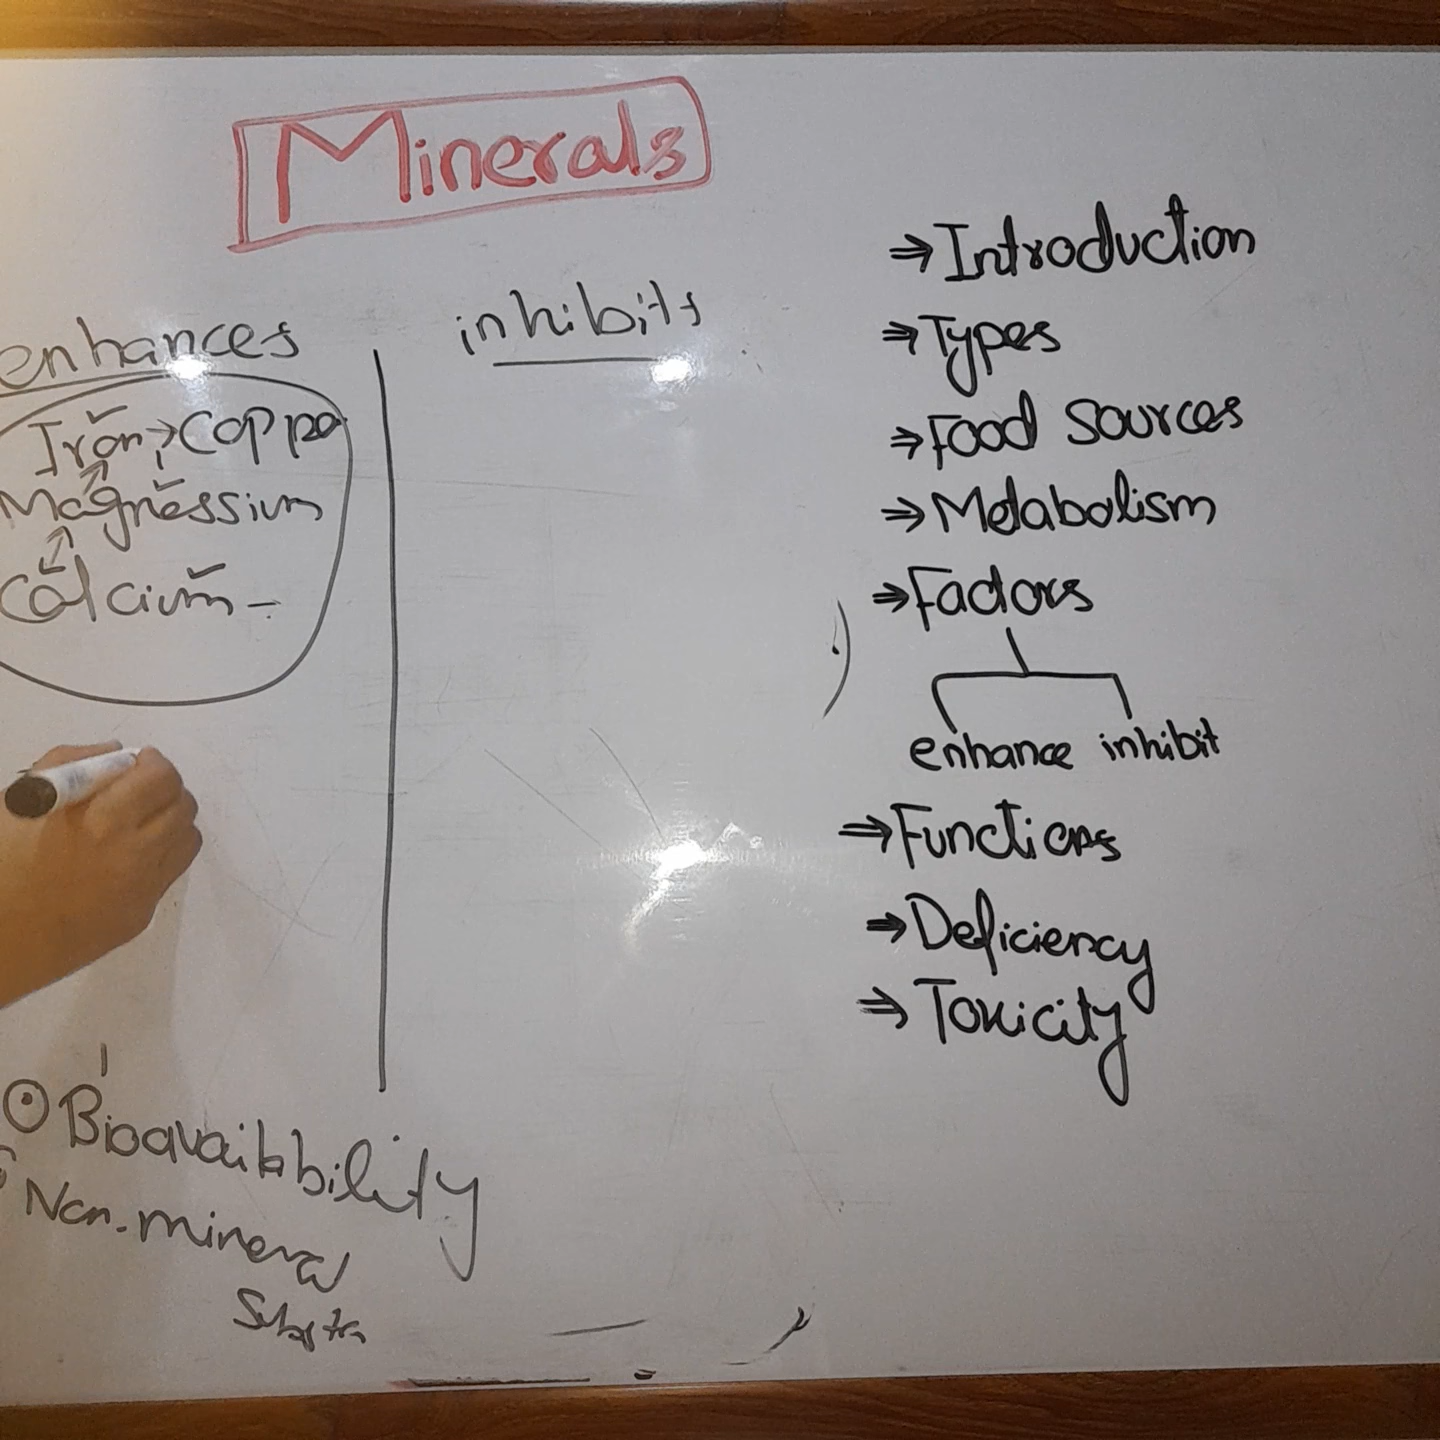 Minerals
enhances
Iron, → Copper
Magnessium
Calcium -
inhibits
⇒ Introduction
⇒ Types
⇒ Food Sources
⇒ Metabolism
⇒ Factors
enhance inhibit
⇒ Functions
⇒ Deficiency
⇒ Toxicity
Bioavailability
Non-mineral